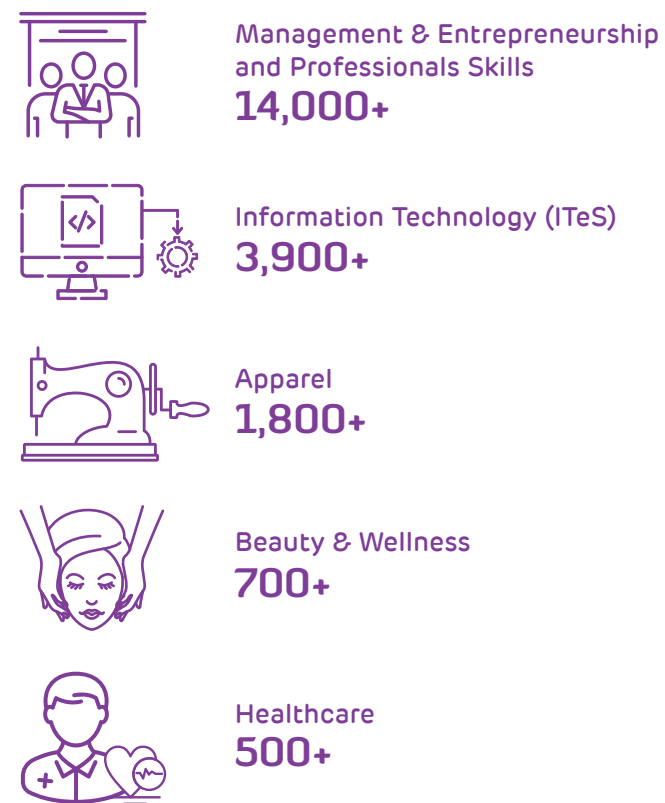 Management & Entrepreneurship
and Professionals Skills
14,000+
</>
Information Technology (ITeS)
3,900+
Apparel
1,800+
Beauty & Wellness
700+
Healthcare
500+